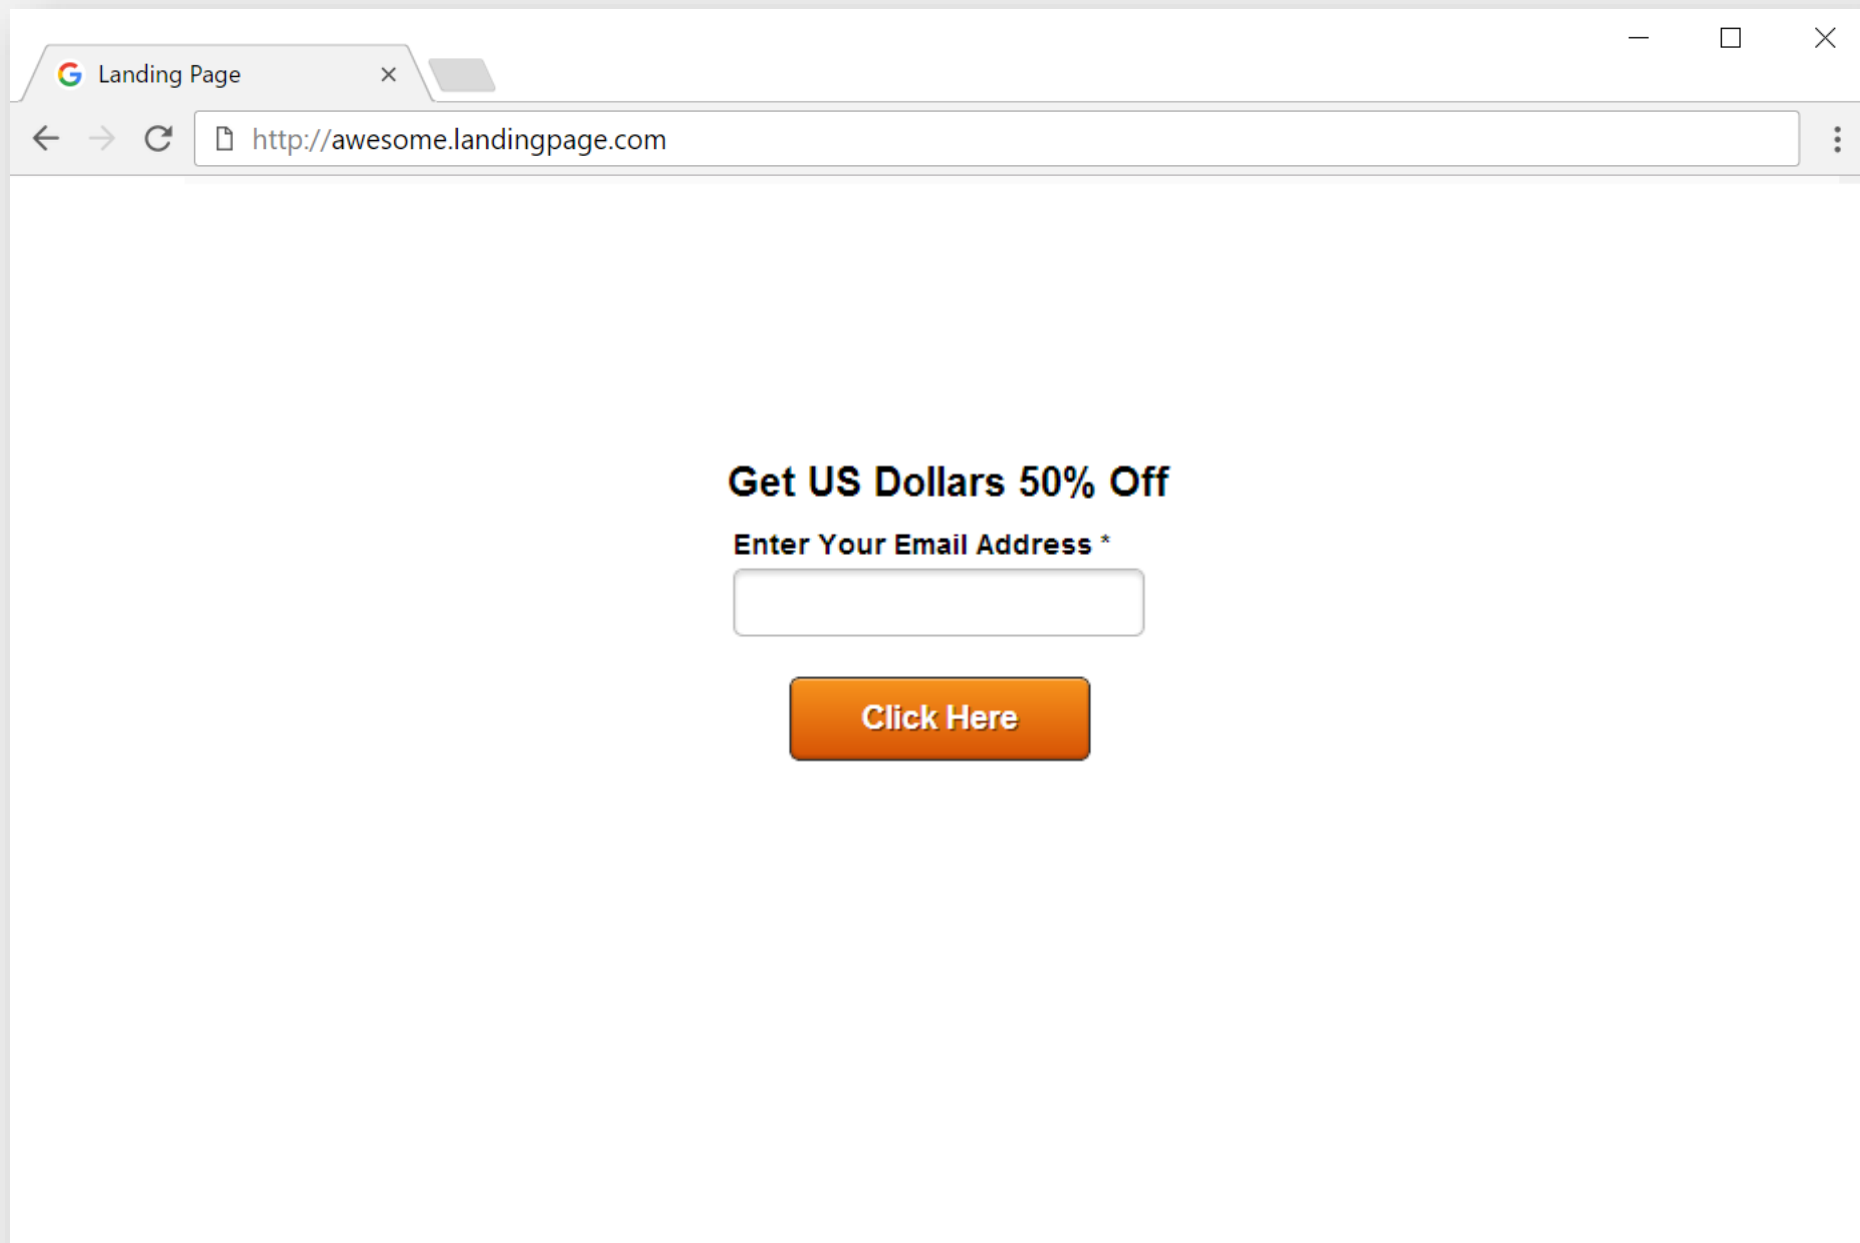 Landing Page
http://awesome.landingpage.com
Get US Dollars 50% Off
Enter Your Email Address *
Click Here